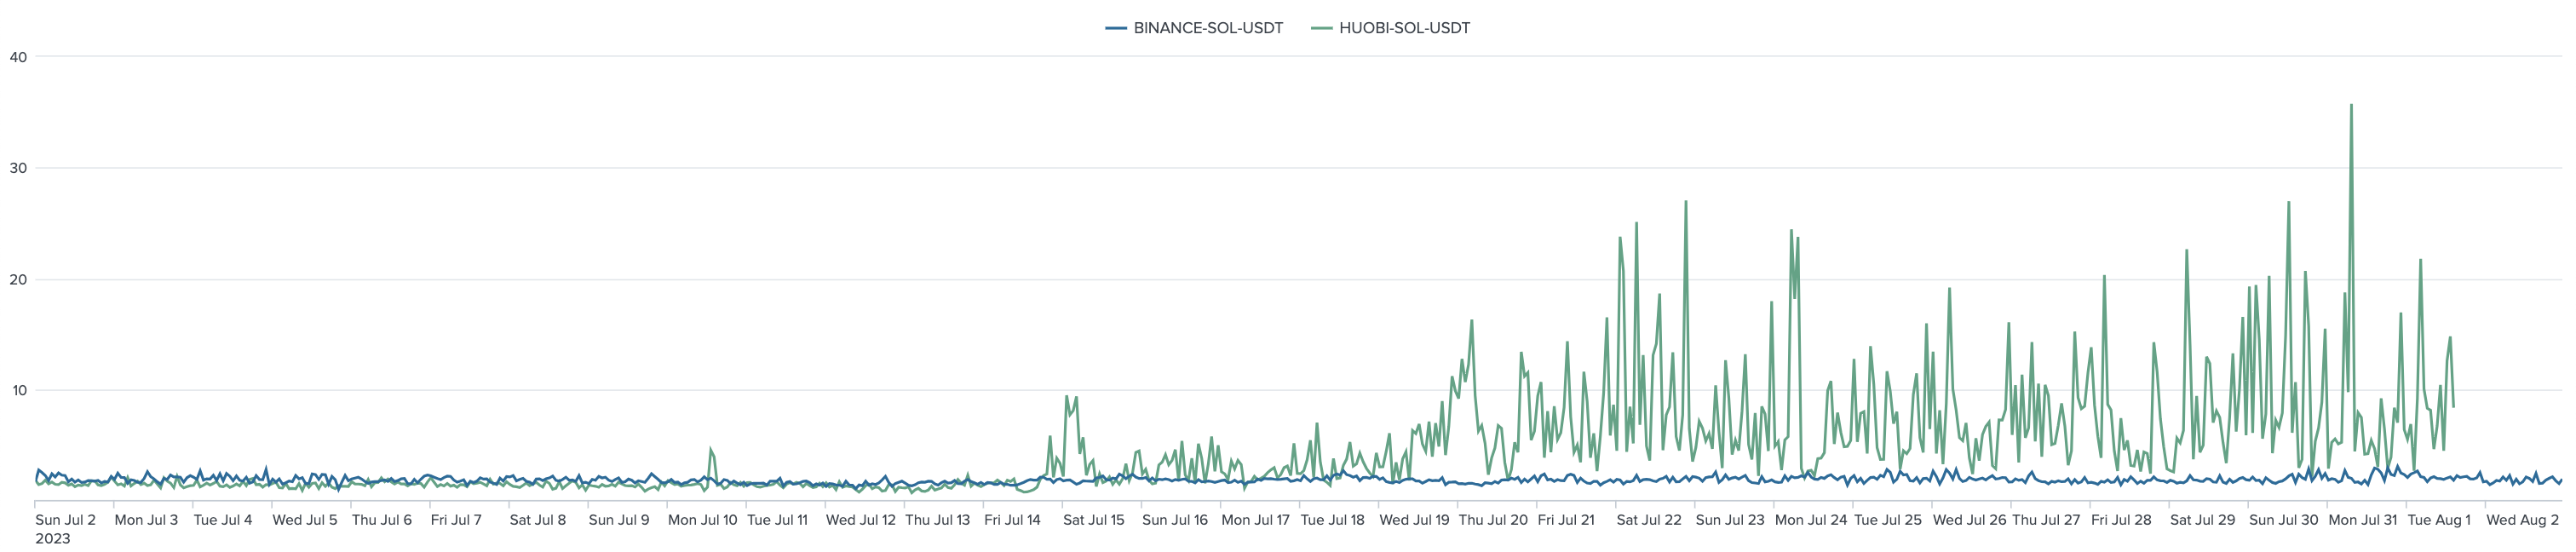 BINANCE-SOL-USDT HUOBI-SOL-USDT
40
30
20
10
Sun Jul 2 Mon Jul 3 Tue Jul 4 Wed Jul 5 Thu Jul 6 Fri Jul 7 Sat Jul 8 Sun Jul 9 Mon Jul 10 Tue Jul 11 Wed Jul 12 Thu Jul 13 Fri Jul 14 Sat Jul 15 Sun Jul 16 Mon Jul 17 Tue Jul 18 Wed Jul 19 Thu Jul 20 Fri Jul 21 Sat Jul 22 Sun Jul 23 Mon Jul 24 Tue Jul 25 Wed Jul 26 Thu Jul 27 Fri Jul 28 Sat Jul 29 Sun Jul 30 Mon Jul 31 Tue Aug 1 Wed Aug 2
2023